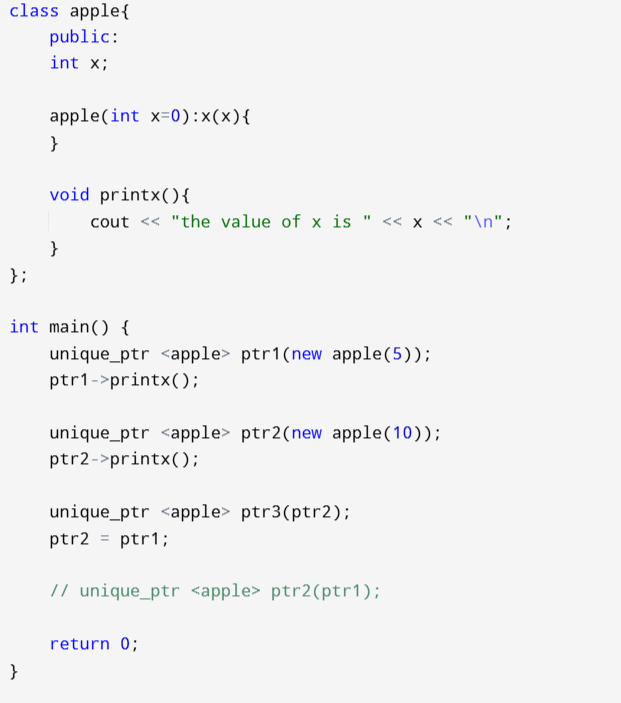 class apple{
    public:
    int x;

    apple(int x=0):x(x){
    }

    void printx(){
        cout << "the value of x is " << x << "\n";
    }
};

int main() {
    unique_ptr <apple> ptr1(new apple(5));
    ptr1->printx();

    unique_ptr <apple> ptr2(new apple(10));
    ptr2->printx();

    unique_ptr <apple> ptr3(ptr2);
    ptr2 = ptr1;

    // unique_ptr <apple> ptr2(ptr1);

    return 0;
}